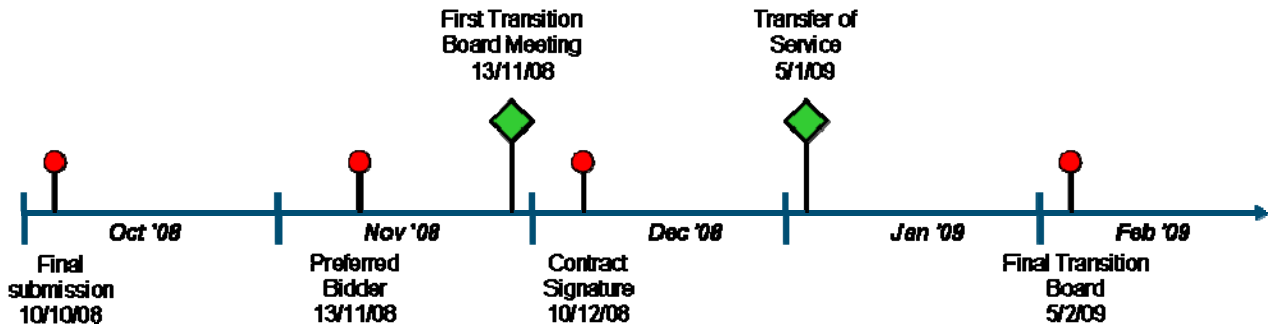 First Transition
Board Meeting
13/11/08
Transfer of
Service
5/1/09
Oct '08
Nov '08
Dec '08
Jan '09
Feb '09
Final
submission
10/10/08
Preferred
Bidder
13/11/08
Contract
Signature
10/12/08
Final Transition
Board
5/2/09